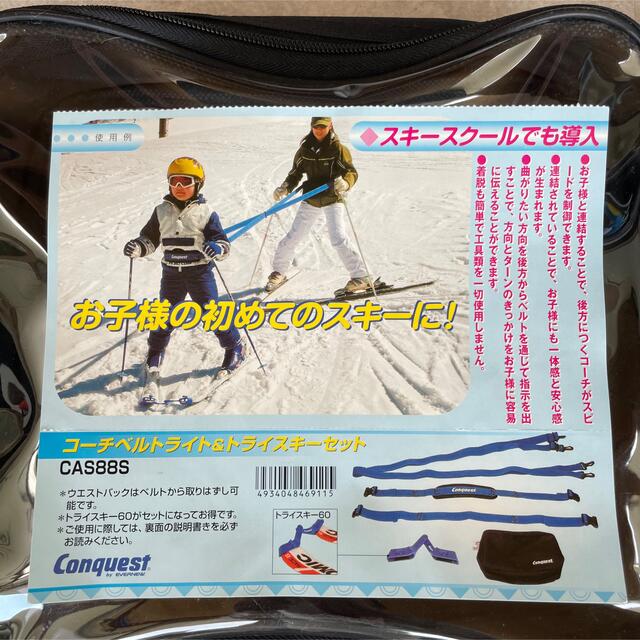 使用例
◆スキースクールでも導入
●お子様と連結することで、後方につくコーチがスピ
ードを制御できます。
●連結されていることで、お子様にも一体感と安心感
が生まれます。
●曲がりたい方向を後方からベルトを通じて指示を出
すことで、方向とターンのきっかけをお子様に容易
に伝えることができます。
●着脱も簡単で工具類を一切使用しません。
Conquest
お子様の初めてのスキーに!
コーチベルトライト&トライスキーセット
CAS88S
*ウエストバックはベルトから取りはずし可
能です。
*トライスキー60がセットになってお得です。
*ご使用に際しては、裏面の説明書きを必ず
お読みください。
4934048469115
トライスキー60
Conquest
Conquest
Conquest
by EVERNEW